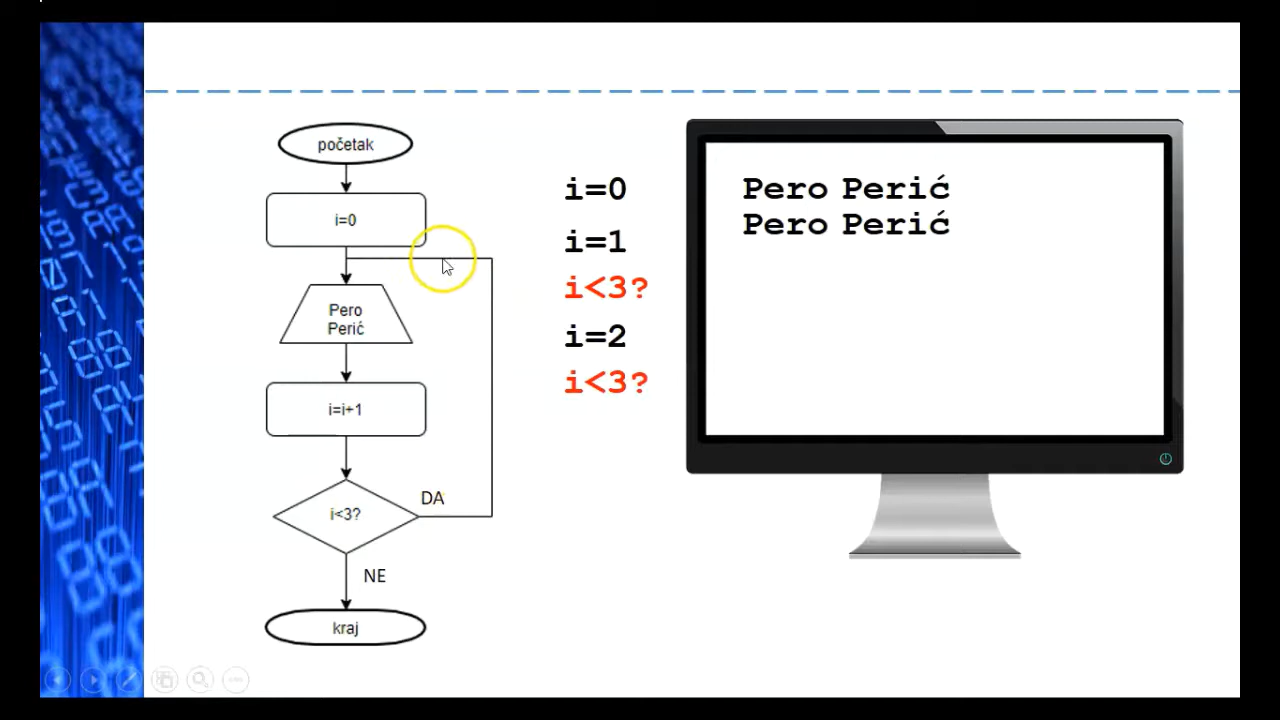 početak
i=0
Pero
Perić
i=i+1
i<3?
DA
NE
kraj
i=0
i=1
i<3?
i=2
i<3?
Pero Perić
Pero Perić